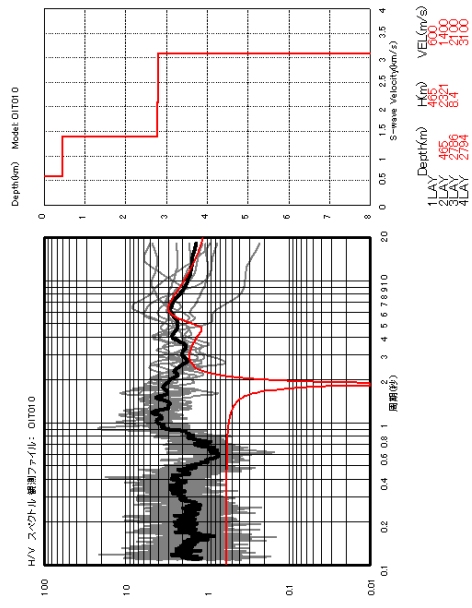 H/V スペクトル 観測ファイル: OIT010
100
10
1
0.1
0.01
0.1 0.2 0.4 0.6 0.8 1 2 3 4 5 6 7 8 9 10 20
周期(秒)
Depth(km) Model: OIT010
0
1
2
3
4
5
6
7
8
0 0.5 1 1.5 2 2.5 3 3.5 4
S-wave Velocity(km/s)
Depth(m) H(m) VEL(m/s)
1LAY 465 600
2LAY 465 2321 1400
3LAY 2786 8.4 2100
4LAY 2794 3100